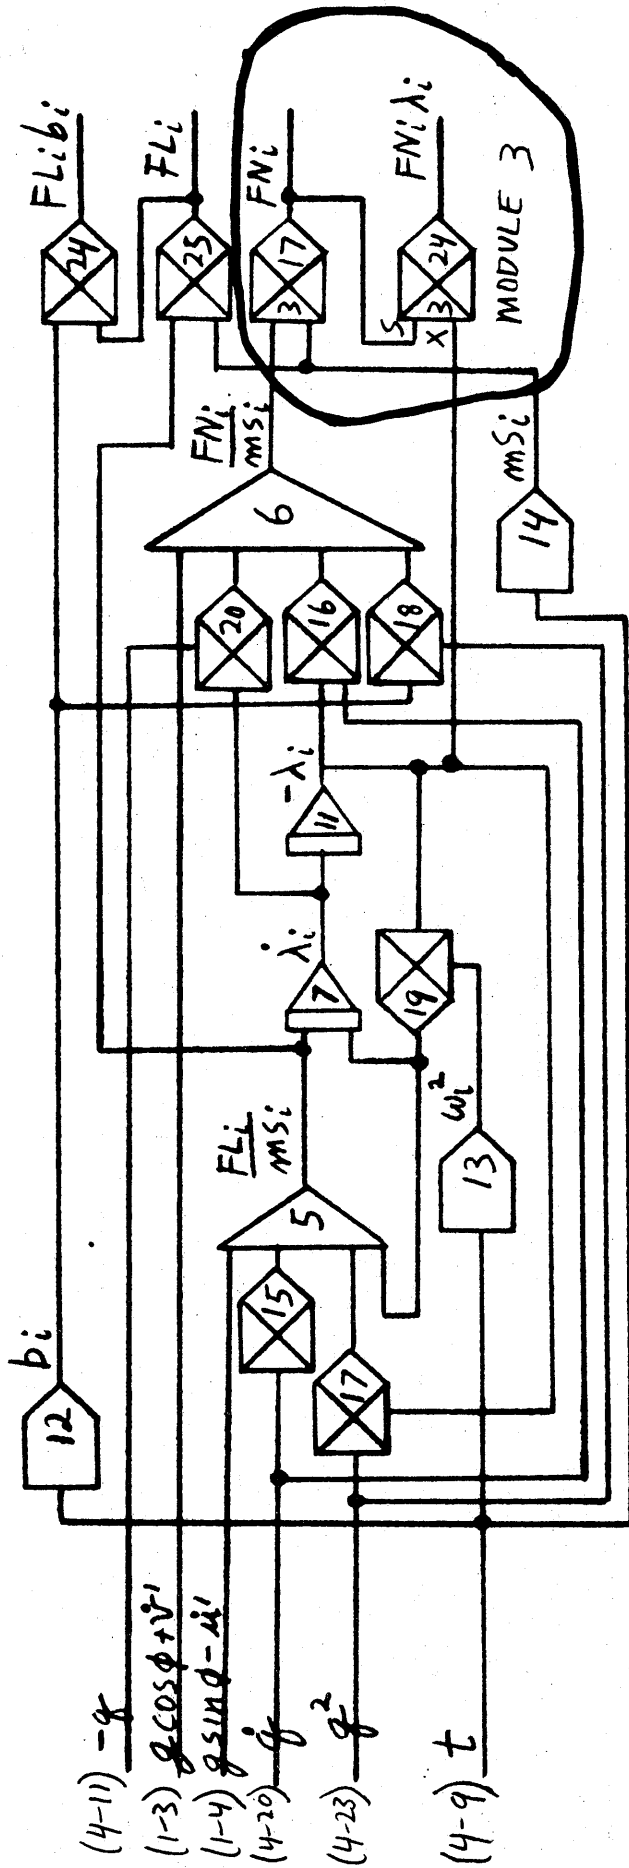 FLᵢbᵢ
FLᵢ
FNᵢ
FNᵢλᵢ
24
25
3 17
3 24
S
X
MODULE 3
FNᵢ
mSᵢ
mSᵢ
6
14
20
16
18
-λᵢ
11
λ̇ᵢ
7
19
ωᵢ²
FLᵢ
mSᵢ
5
13
15
bᵢ
12
17
(4-11) -q
(1-3) g cosφ+v̇'
(1-4) g sinφ-u̇'
(4-20) q̇
(4-23) q²
(4-9) t